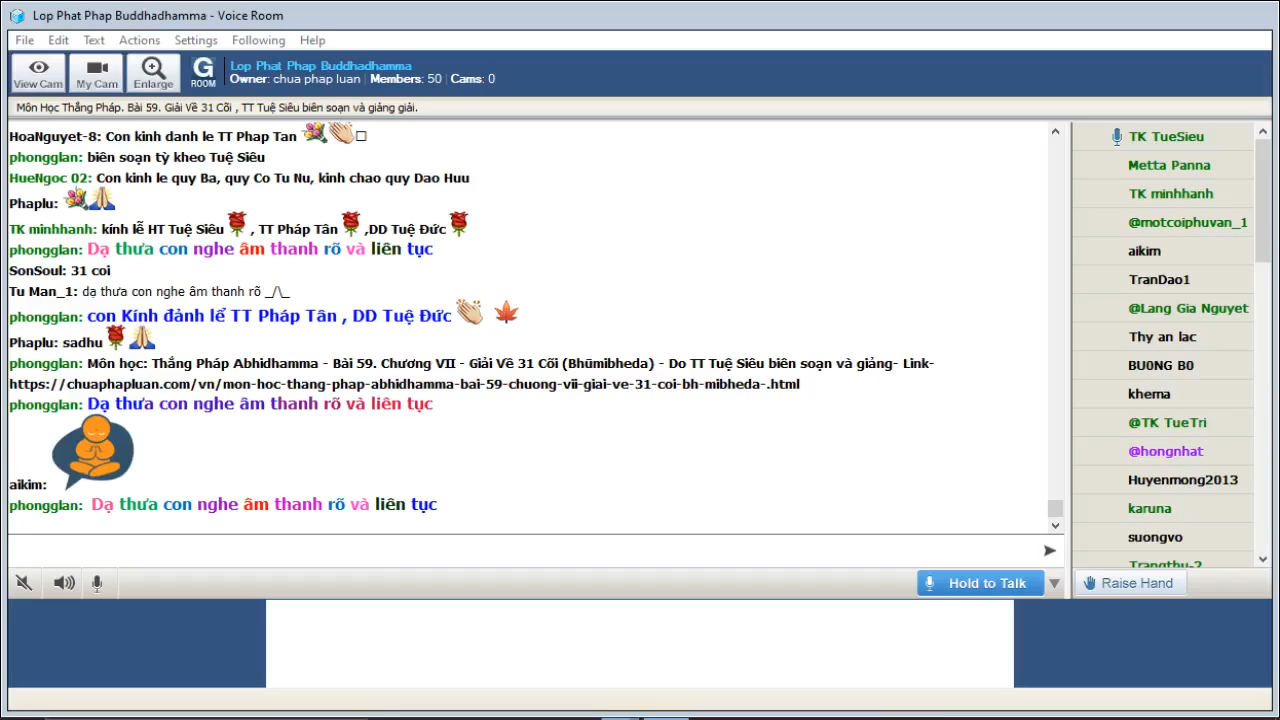 Lop Phat Phap Buddhadhamma - Voice Room
File Edit Text Actions Settings Following Help
View Cam My Cam Enlarge G ROOM
Lop Phat Phap Buddhadhamma
Owner: chua phap luan | Members: 50 | Cams: 0
Môn Học Thắng Pháp. Bài 59. Giải Về 31 Cõi , TT Tuệ Siêu biên soạn và giảng giải.
HoaNguyet-8: Con kinh danh le TT Phap Tan
phongglan: biên soạn tỳ kheo Tuệ Siêu
HueNgoc 02: Con kinh le quy Ba, quy Co Tu Nu, kinh chao quy Dao Huu
Phaplu:
TK minhhanh: kính lễ HT Tuệ Siêu , TT Pháp Tân ,DD Tuệ Đức
phongglan: Dạ thưa con nghe âm thanh rõ và liên tục
SonSoul: 31 coi
Tu Man_1: dạ thưa con nghe âm thanh rõ _/\_
phongglan: con Kính đảnh lể TT Pháp Tân , DD Tuệ Đức
Phaplu: sadhu
phongglan: Môn học: Thắng Pháp Abhidhamma - Bài 59. Chương VII - Giải Về 31 Cõi (Bhūmibheda) - Do TT Tuệ Siêu biên soạn và giảng- Link-
https://chuaphapluan.com/vn/mon-hoc-thang-phap-abhidhamma-bai-59-chuong-vii-giai-ve-31-coi-bh-mibheda-.html
phongglan: Dạ thưa con nghe âm thanh rõ và liên tục
aikim:
phongglan: Dạ thưa con nghe âm thanh rõ và liên tục
TK TueSieu
Metta Panna
TK minhhanh
@motcoiphuvan_1
aikim
TranDao1
@Lang Gia Nguyet
Thy an lac
BU0NG B0
khema
@TK TueTri
@hongnhat
Huyenmong2013
karuna
suongvo
Trangthu-2
Hold to Talk
Raise Hand